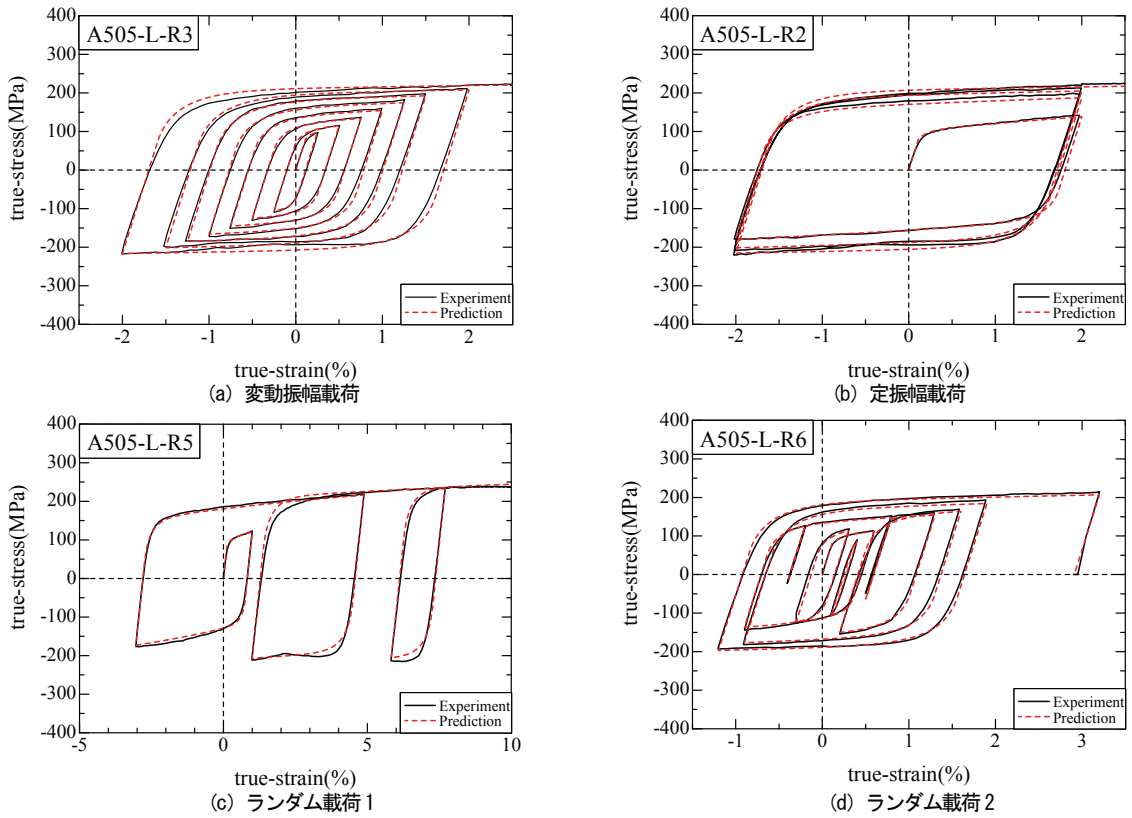 A505-L-R3
400
300
200
100
0
-100
-200
-300
-400
true-stress(MPa)
-2
-1
0
1
2
true-strain(%)
Experiment
Prediction
(a) 変動振幅載荷
A505-L-R2
400
300
200
100
0
-100
-200
-300
-400
true-stress(MPa)
-2
-1
0
1
2
true-strain(%)
Experiment
Prediction
(b) 定振幅載荷
A505-L-R5
400
300
200
100
0
-100
-200
-300
-400
true-stress(MPa)
-5
0
5
10
true-strain(%)
Experiment
Prediction
(c) ランダム載荷 1
A505-L-R6
400
300
200
100
0
-100
-200
-300
-400
true-stress(MPa)
-1
0
1
2
3
true-strain(%)
Experiment
Prediction
(d) ランダム載荷 2